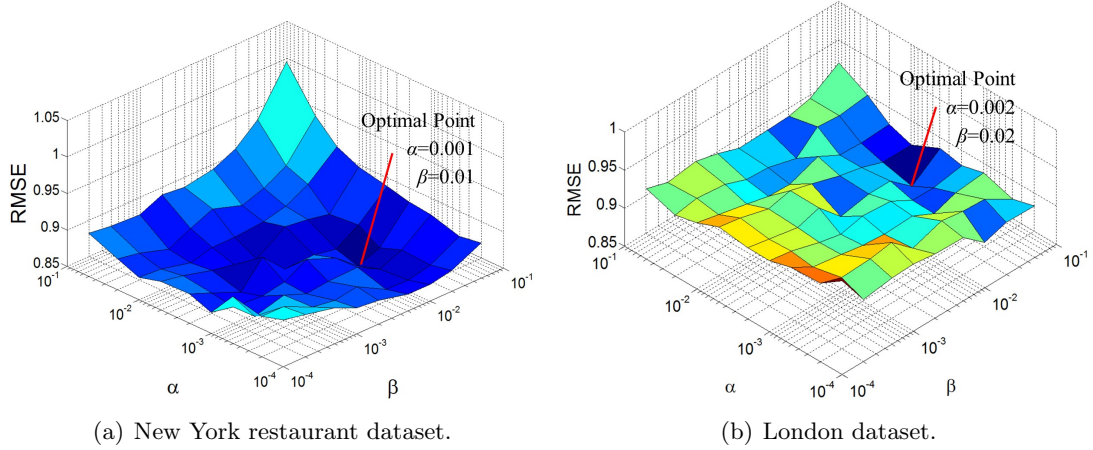 1.05
1
0.95
0.9
0.85
RMSE
10⁻¹
10⁻²
10⁻³
10⁻⁴
α
10⁻⁴
10⁻³
10⁻²
10⁻¹
β
Optimal Point
α=0.001
β=0.01
(a) New York restaurant dataset.
1
0.95
0.9
0.85
RMSE
10⁻¹
10⁻²
10⁻³
10⁻⁴
α
10⁻⁴
10⁻³
10⁻²
10⁻¹
β
Optimal Point
α=0.002
β=0.02
(b) London dataset.